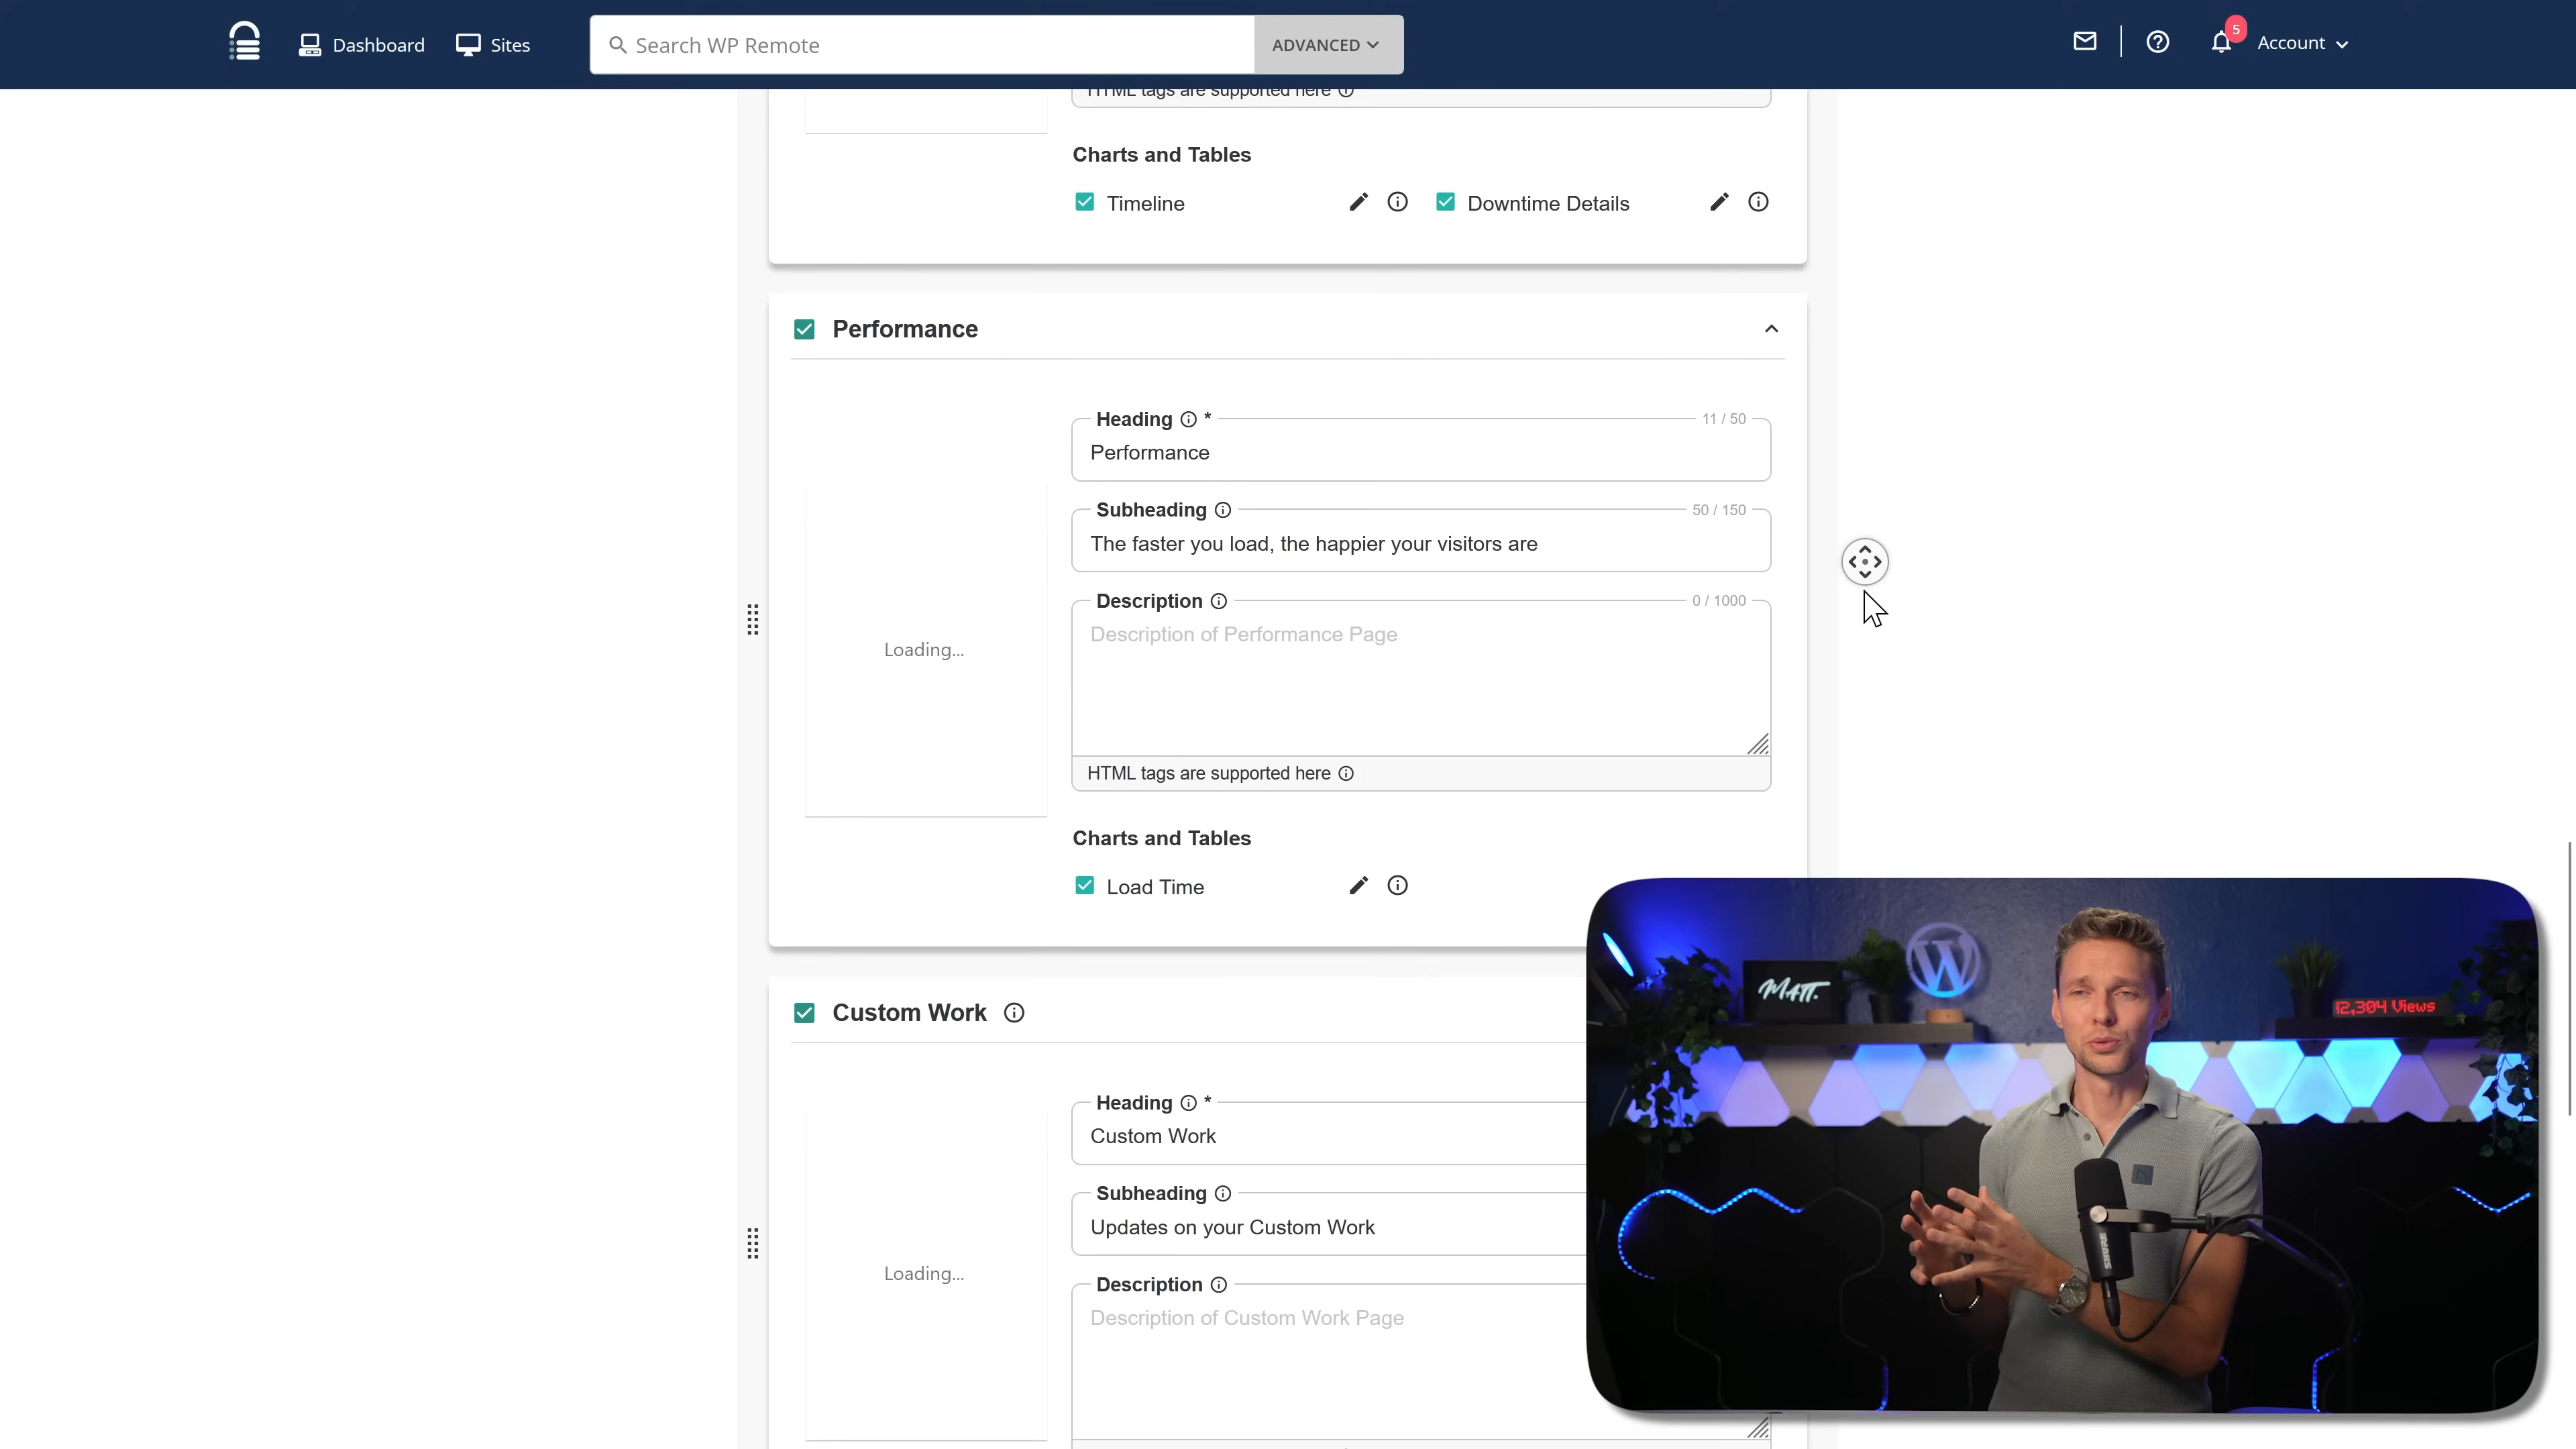 Dashboard
Sites
Search WP Remote
ADVANCED
5
Account
HTML tags are supported here
Charts and Tables
Timeline
Downtime Details
Performance
Heading *
11 / 50
Performance
Subheading
50 / 150
The faster you load, the happier your visitors are
Description
0 / 1000
Description of Performance Page
Loading...
HTML tags are supported here
Charts and Tables
Load Time
Custom Work
Heading *
Custom Work
Subheading
Updates on your Custom Work
Description
Description of Custom Work Page
Loading...
MATT.
W
12,304 Views
SHURE